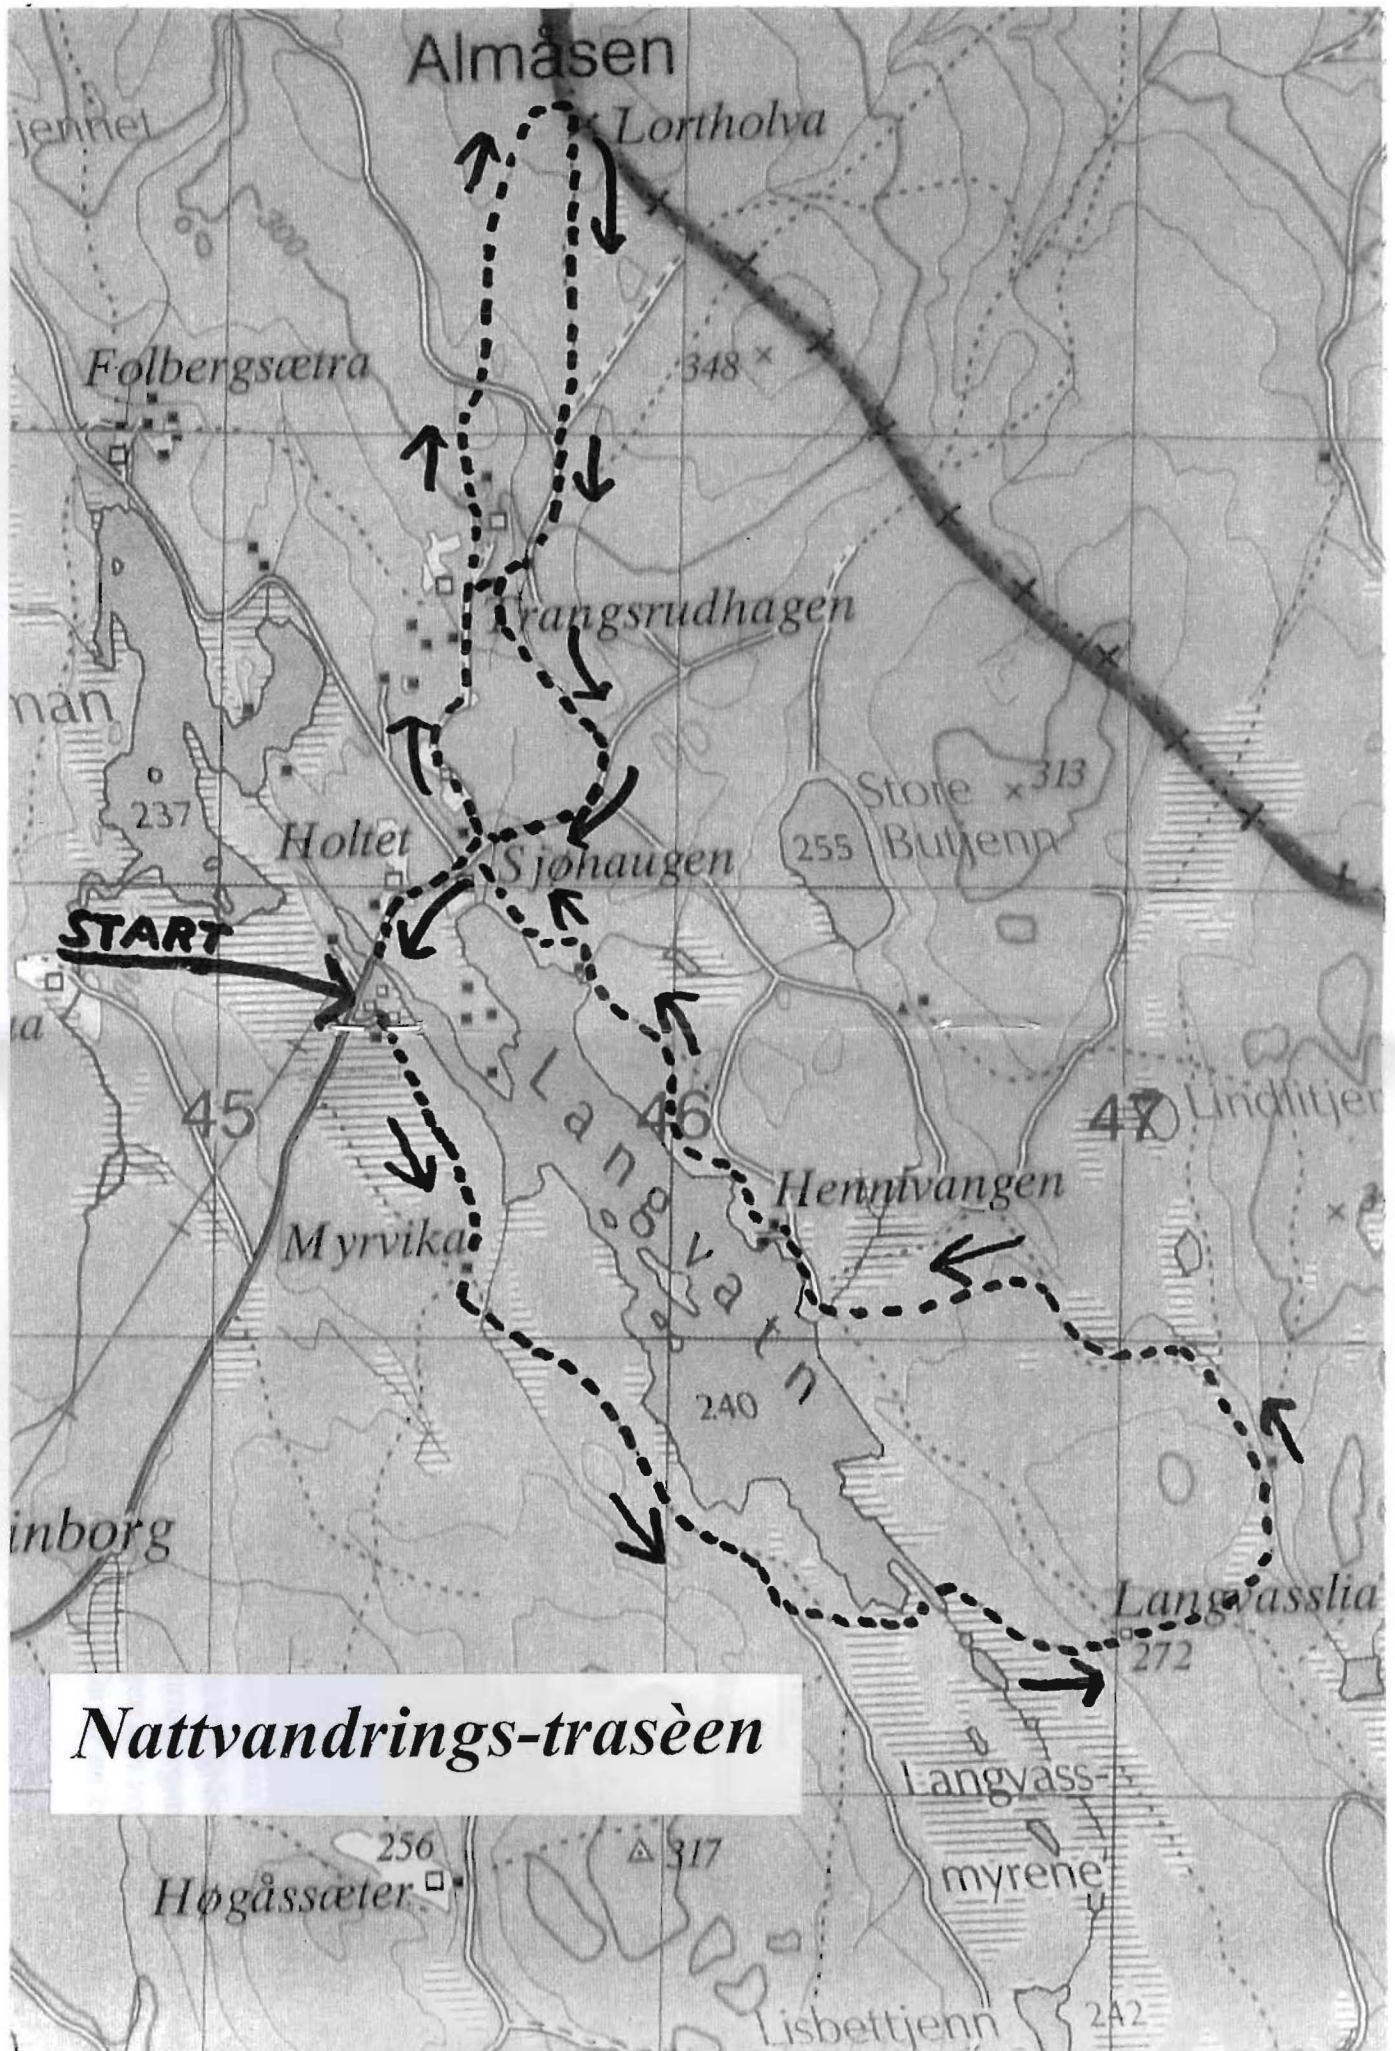 Almåsen
Lortholva
jennet
300
Folbergsætra
348
Trangsrudhagen
man
237
Store
Butjenn
313
255
Holtet
Sjøhaugen
START
45
46
47
Lindlitjer
Langvatn
Hennivangen
Myrvika
240
inborg
Langvasslia
272
Nattvandrings-trasèen
Langvass-
myrene
256
317
Høgåssæter
Lisbettjenn
242